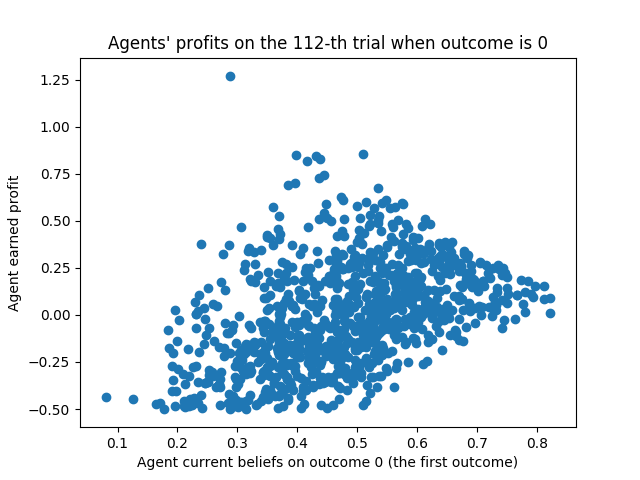 Agents' profits on the 112-th trial when outcome is 0
1.25
1.00
0.75
0.50
0.25
0.00
−0.25
−0.50
Agent earned profit
0.1 0.2 0.3 0.4 0.5 0.6 0.7 0.8
Agent current beliefs on outcome 0 (the first outcome)